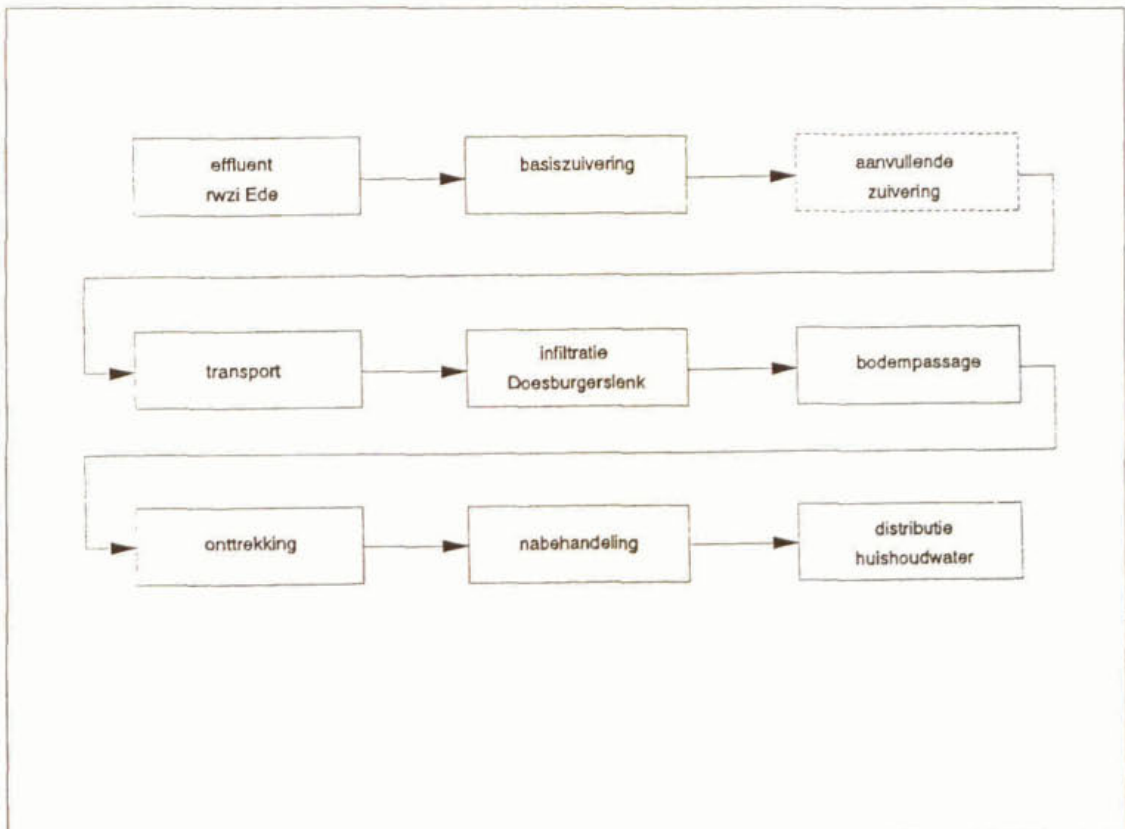 effluent
rwzi Ede
basiszuivering
aanvullende
zuivering
transport
infiltratie
Doesburgerslenk
bodempassage
onttrekking
nabehandeling
distributie
huishoudwater